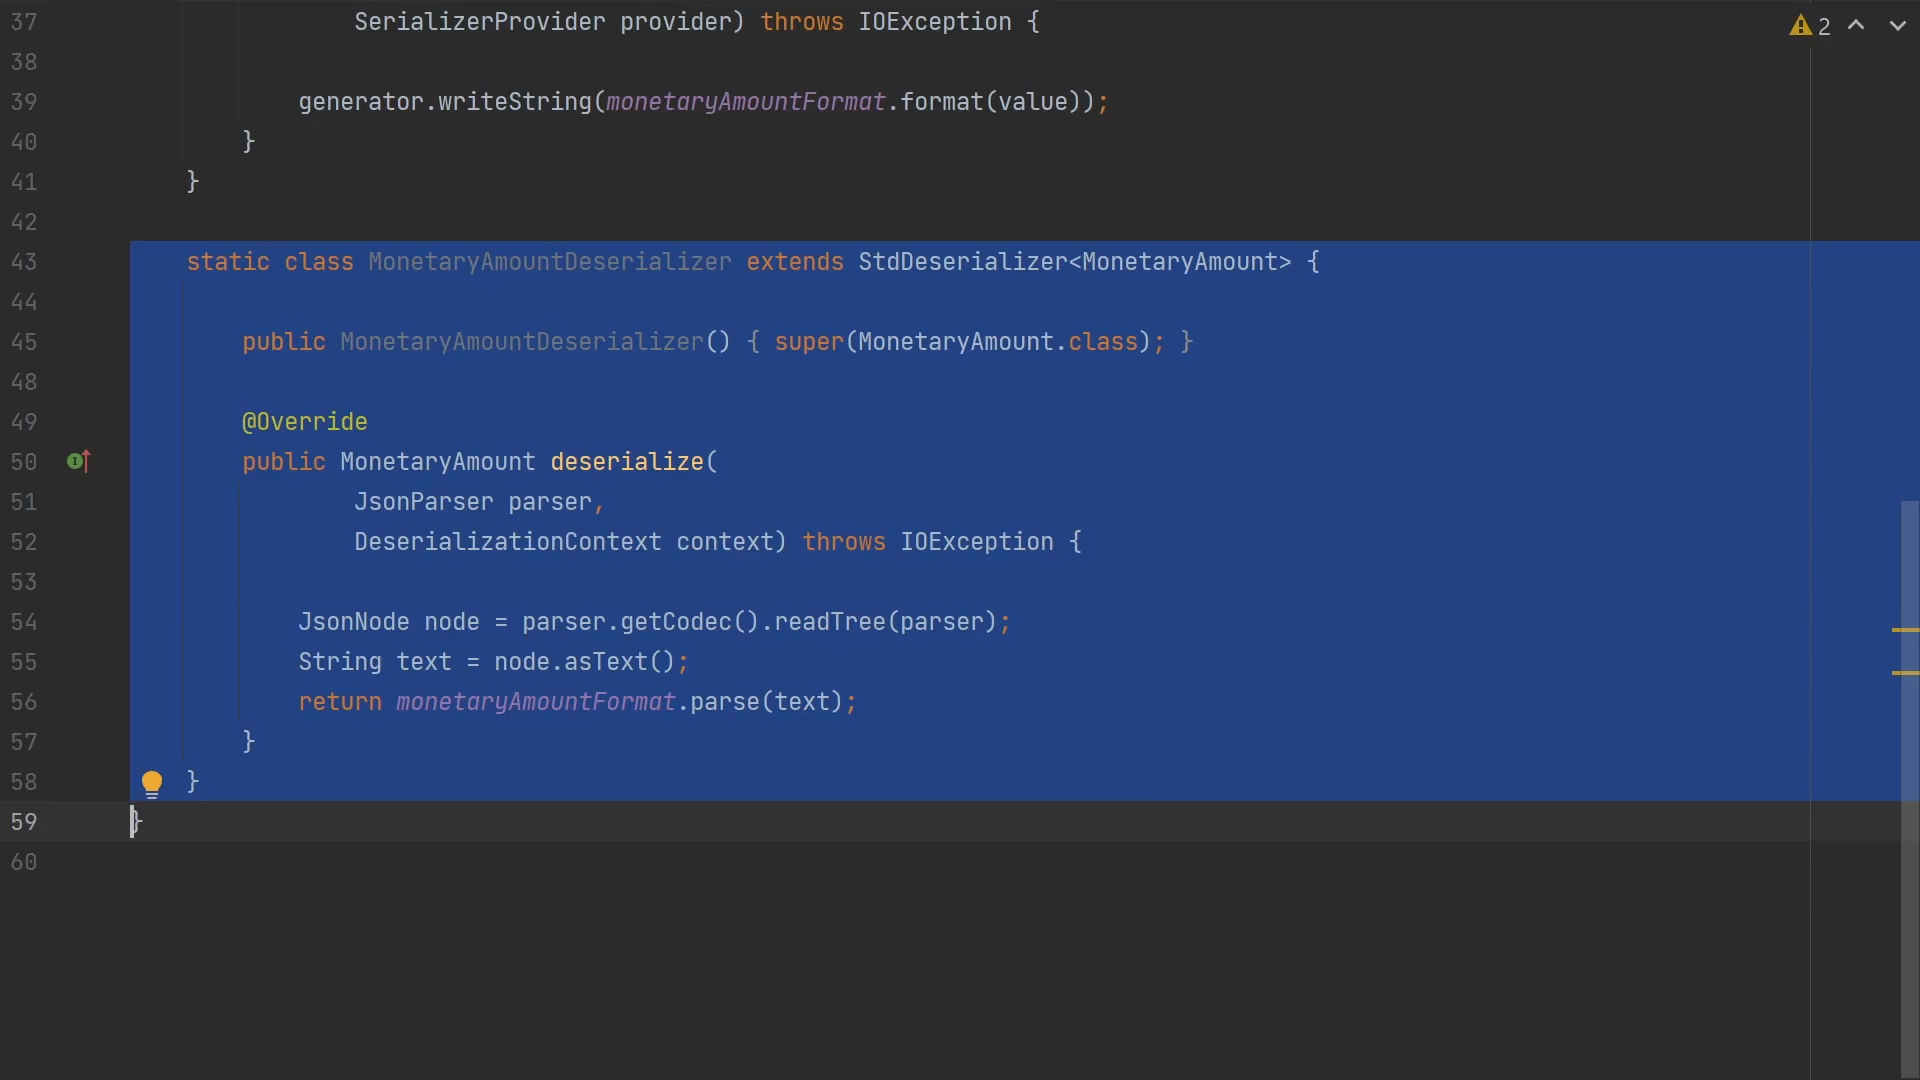 37 SerializerProvider provider) throws IOException {
2
38
39 generator.writeString(monetaryAmountFormat.format(value));
40 }
41 }
42
43 static class MonetaryAmountDeserializer extends StdDeserializer<MonetaryAmount> {
44
45 public MonetaryAmountDeserializer() { super(MonetaryAmount.class); }
48
49 @Override
50 public MonetaryAmount deserialize(
51 JsonParser parser,
52 DeserializationContext context) throws IOException {
53
54 JsonNode node = parser.getCodec().readTree(parser);
55 String text = node.asText();
56 return monetaryAmountFormat.parse(text);
57 }
58 }
59 }
60